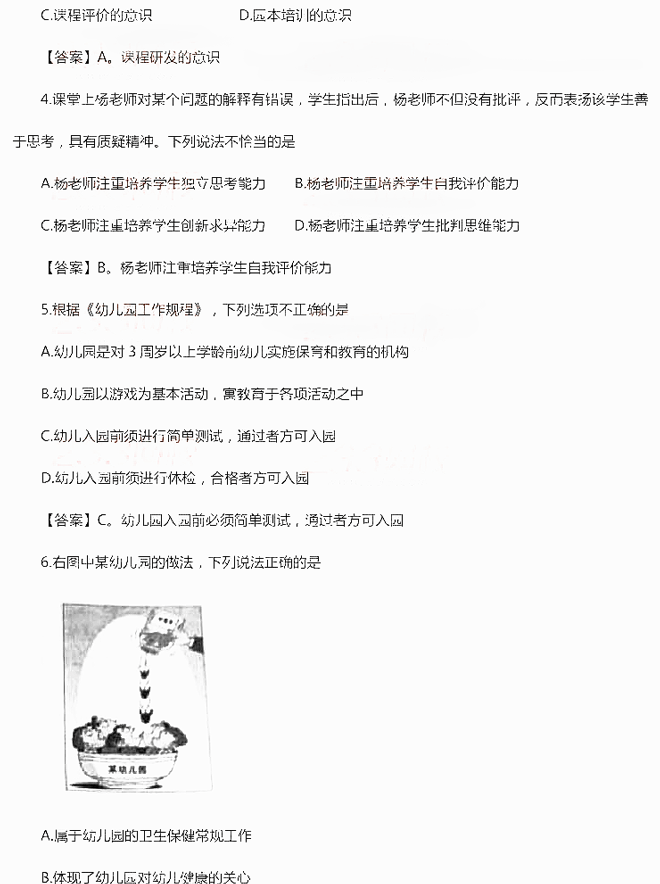 C.课程评价的意识 D.园本培训的意识
【答案】A。课程研发的意识
4.课堂上杨老师对某个问题的解释有错误，学生指出后，杨老师不但没有批评，反而表扬该学生善
于思考，具有质疑精神。下列说法不恰当的是
A.杨老师注重培养学生独立思考能力 B.杨老师注重培养学生自我评价能力
C.杨老师注重培养学生创新求异能力 D.杨老师注重培养学生批判思维能力
【答案】B。杨老师注重培养学生自我评价能力
5.根据《幼儿园工作规程》，下列选项不正确的是
A.幼儿园是对 3 周岁以上学龄前幼儿实施保育和教育的机构
B.幼儿园以游戏为基本活动，寓教育于各项活动之中
C.幼儿入园前须进行简单测试，通过者方可入园
D.幼儿入园前须进行体检，合格者方可入园
【答案】C。幼儿园入园前必须简单测试，通过者方可入园
6.右图中某幼儿园的做法，下列说法正确的是
某幼儿园
A.属于幼儿园的卫生保健常规工作
B.体现了幼儿园对幼儿健康的关心